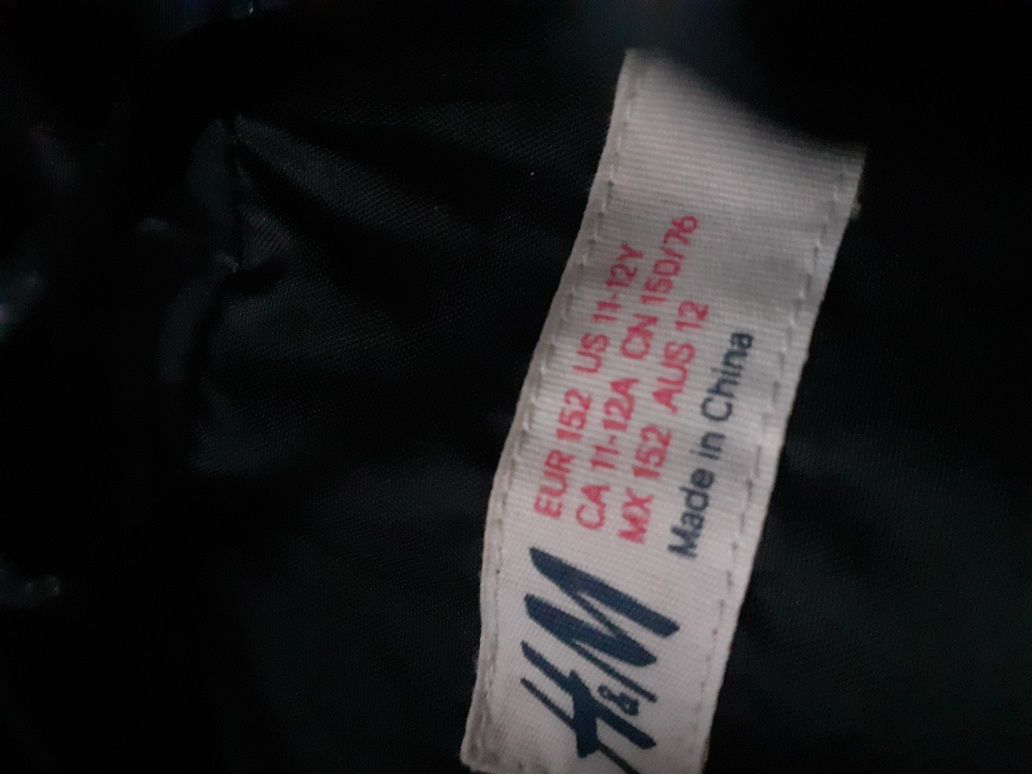 H&M
EUR 152 US 11-12Y
CA 11-12A CN 150/76
MX 152 AUS 12
Made in China